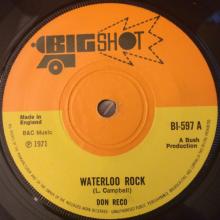 BIG SHOT
Made in
England
B&C Music
℗ 1971
BI-597 A
A Bush
Production
WATERLOO ROCK
(L. Campbell)
DON RECO